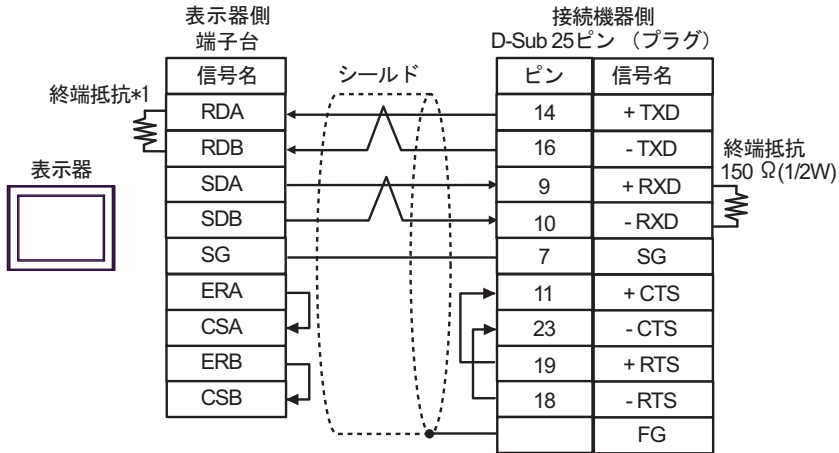 表示器側
端子台
接続機器側
D-Sub 25ピン （プラグ）
終端抵抗*1
シールド
表示器
終端抵抗
150 Ω(1/2W)
信号名
RDA
RDB
SDA
SDB
SG
ERA
CSA
ERB
CSB
ピン 信号名
14 + TXD
16 - TXD
9 + RXD
10 - RXD
7 SG
11 + CTS
23 - CTS
19 + RTS
18 - RTS
FG